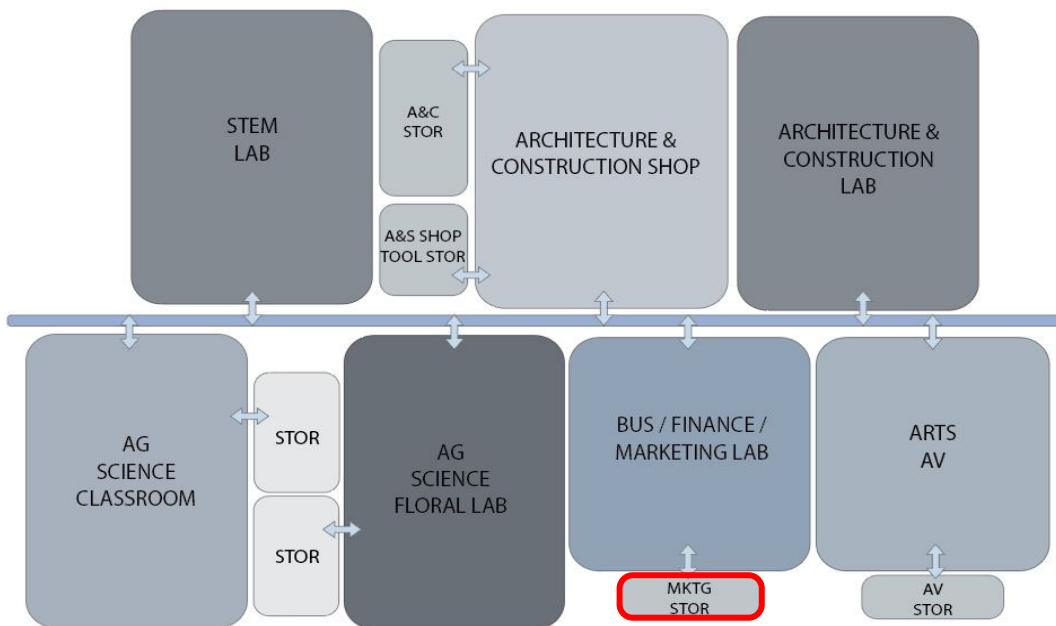 STEM
LAB
A&C
STOR
A&S SHOP
TOOL STOR
ARCHITECTURE &
CONSTRUCTION SHOP
ARCHITECTURE &
CONSTRUCTION
LAB
AG
SCIENCE
CLASSROOM
STOR
STOR
AG
SCIENCE
FLORAL LAB
BUS / FINANCE /
MARKETING LAB
MKTG
STOR
ARTS
AV
AV
STOR